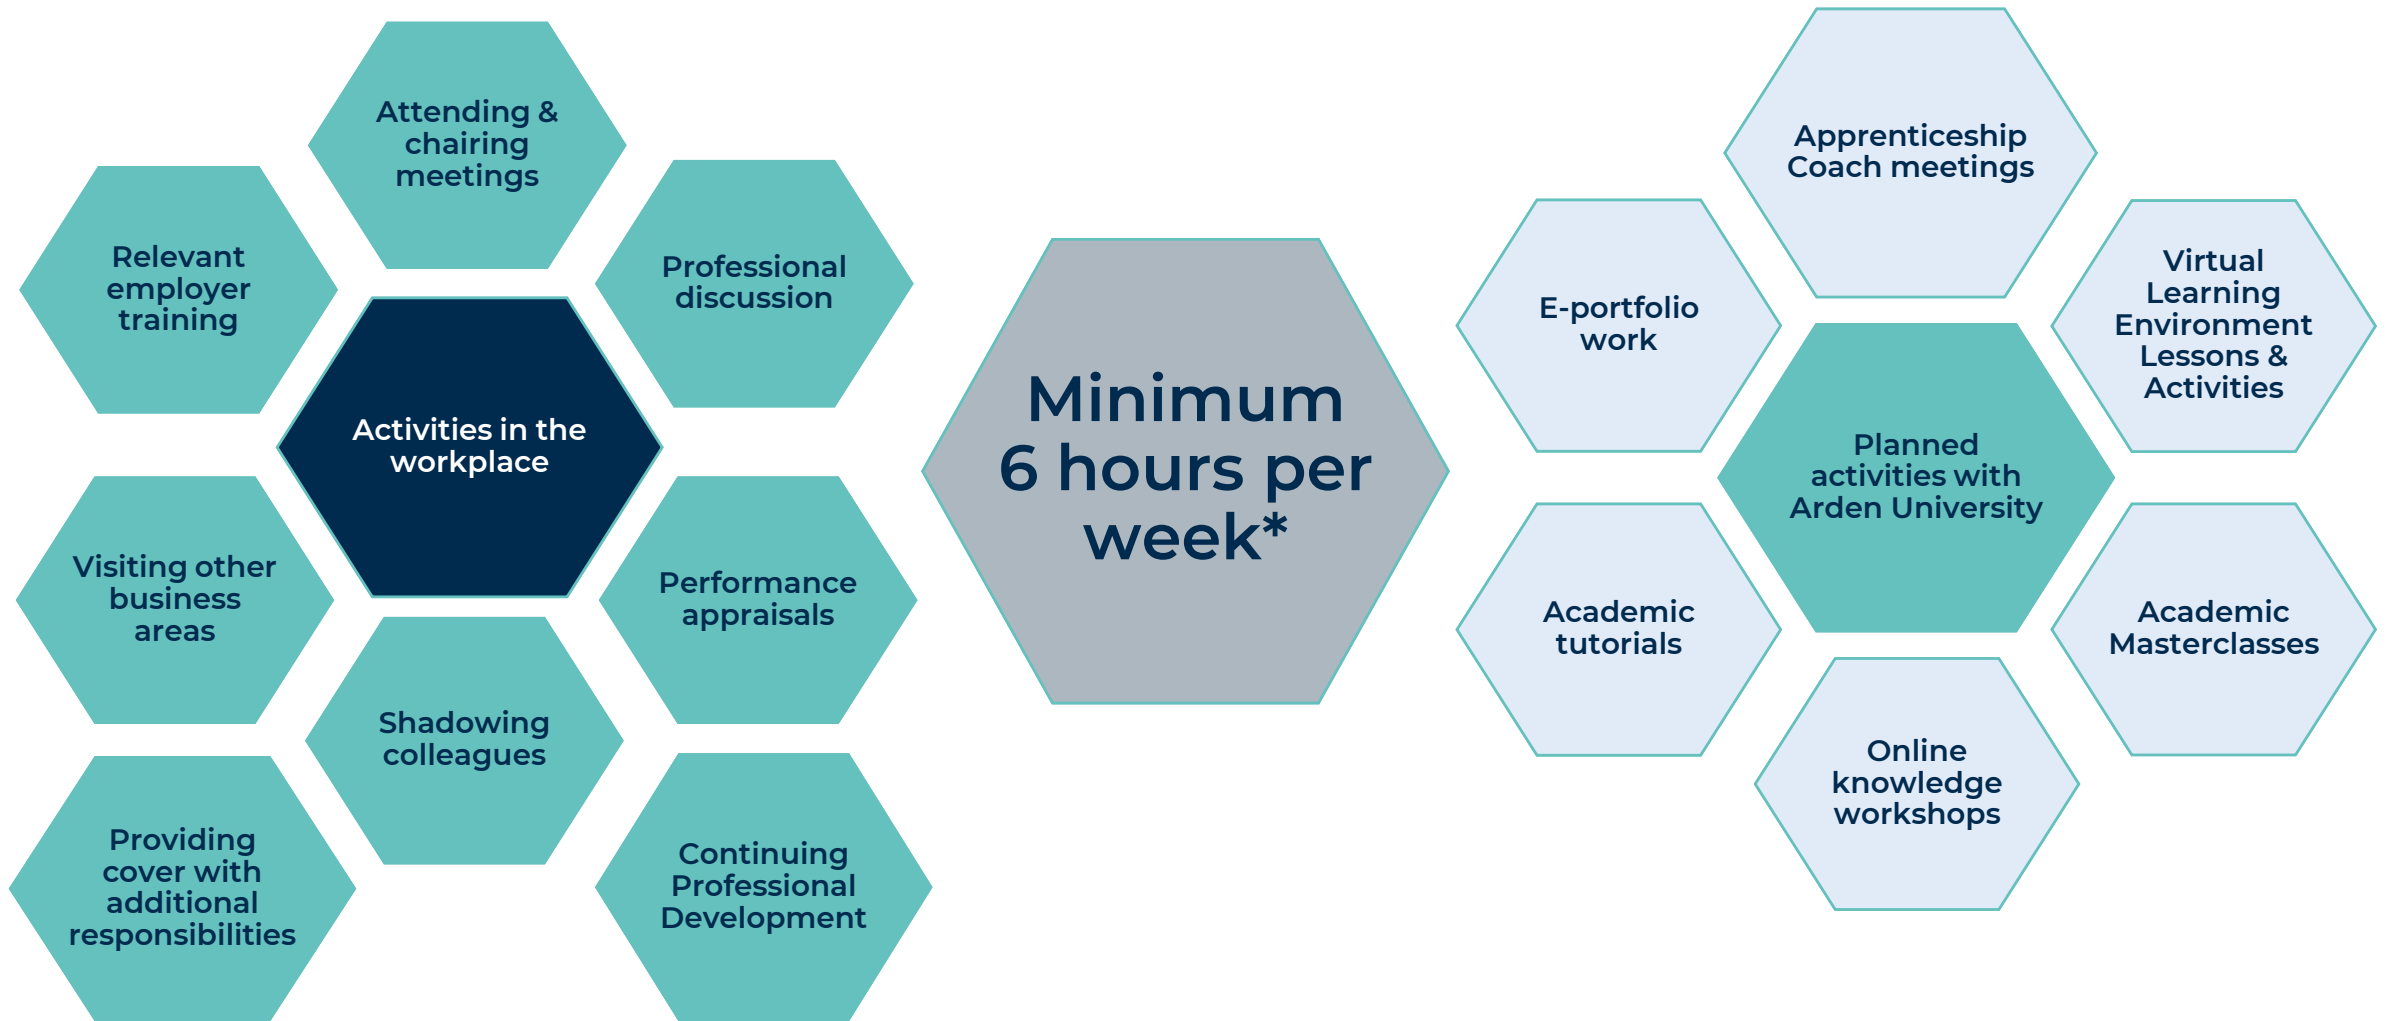 Attending &
chairing
meetings
Relevant
employer
training
Professional
discussion
Activities in the
workplace
Visiting other
business
areas
Performance
appraisals
Shadowing
colleagues
Providing
cover with
additional
responsibilities
Continuing
Professional
Development
Minimum
6 hours per
week*
Apprenticeship
Coach meetings
E-portfolio
work
Virtual
Learning
Environment
Lessons &
Activities
Planned
activities with
Arden University
Academic
tutorials
Academic
Masterclasses
Online
knowledge
workshops